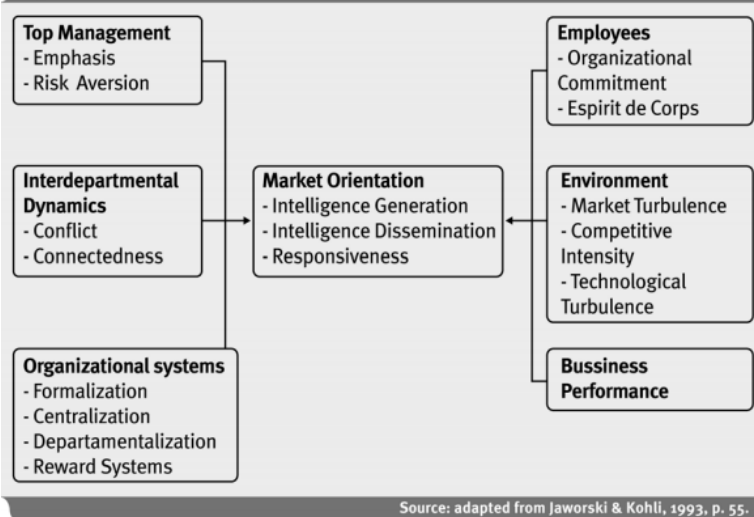 Top Management
- Emphasis
- Risk Aversion
Interdepartmental
Dynamics
- Conflict
- Connectedness
Organizational systems
- Formalization
- Centralization
- Departamentalization
- Reward Systems
Market Orientation
- Intelligence Generation
- Intelligence Dissemination
- Responsiveness
Employees
- Organizational
Commitment
- Espirit de Corps
Environment
- Market Turbulence
- Competitive
Intensity
- Technological
Turbulence
Bussiness
Performance
Source: adapted from Jaworski & Kohli, 1993, p. 55.